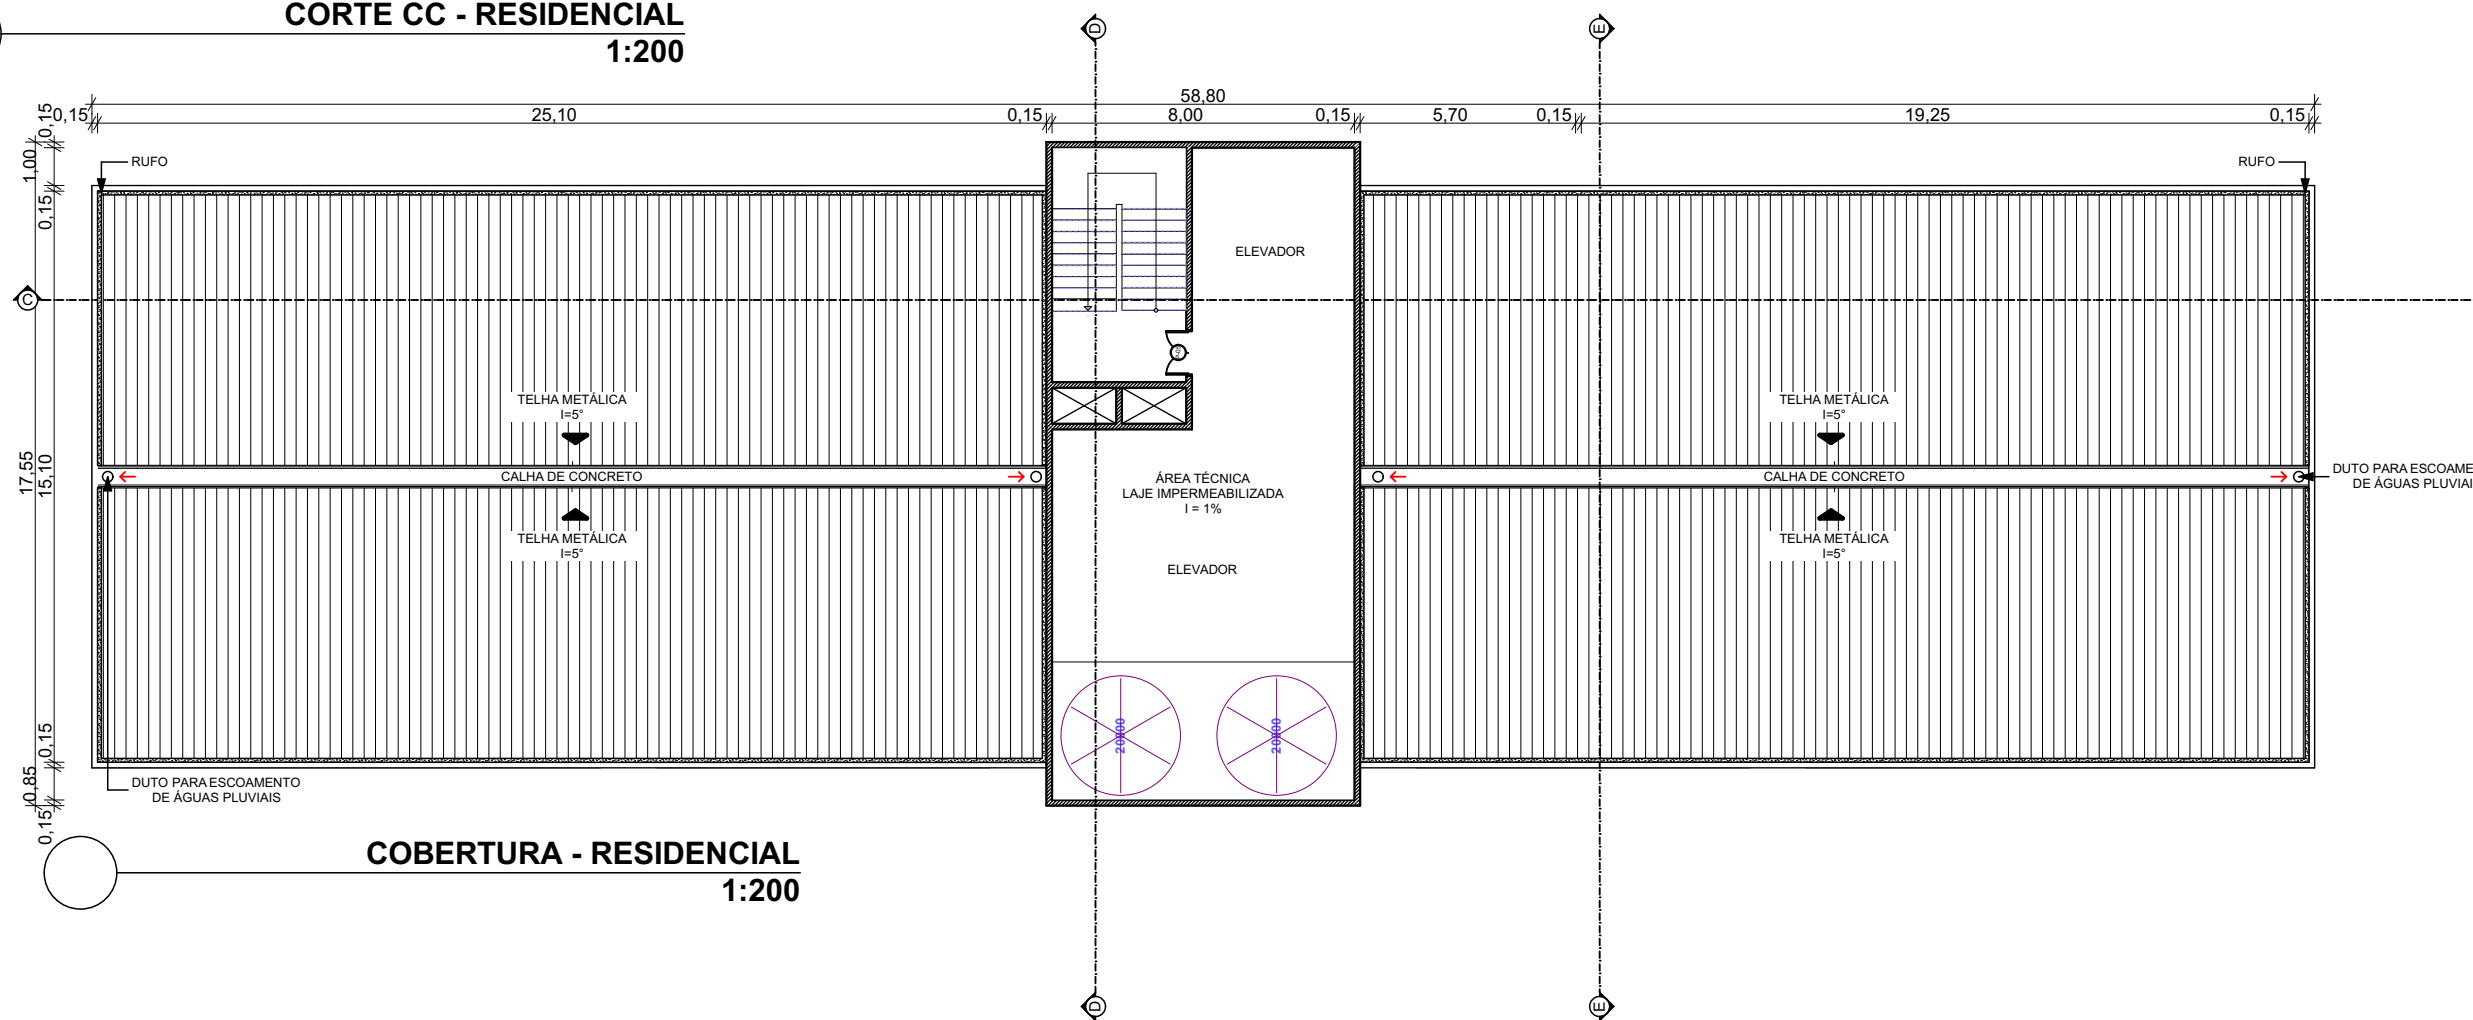 CORTE CC - RESIDENCIAL
1:200
D
E
58,80
0,15
25,10
0,15
8,00
0,15
5,70
0,15
19,25
0,15
0,15
1,00
0,15
17,55
15,10
0,15
0,85
0,15
RUFO
RUFO
ELEVADOR
C
TELHA METÁLICA
I=5°
TELHA METÁLICA
I=5°
CALHA DE CONCRETO
CALHA DE CONCRETO
ÁREA TÉCNICA
LAJE IMPERMEABILIZADA
I = 1%
DUTO PARA ESCOAME
DE ÁGUAS PLUVIAI
TELHA METÁLICA
I=5°
TELHA METÁLICA
I=5°
ELEVADOR
20000
20000
DUTO PARA ESCOAMENTO
DE ÁGUAS PLUVIAIS
COBERTURA - RESIDENCIAL
1:200
D
E